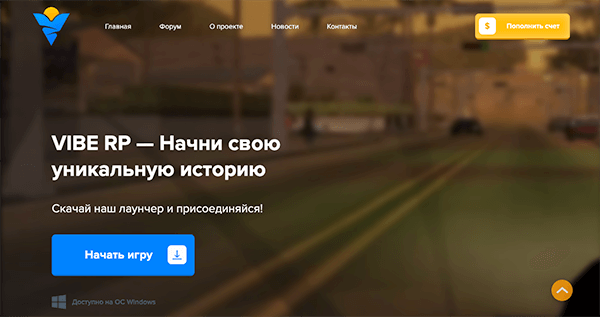 Главная
Форум
О проекте
Новости
Контакты
$ Пополнить счет
VIBE RP — Начни свою
уникальную историю
Скачай наш лаунчер и присоединяйся!
Начать игру
Доступно на ОС Windows